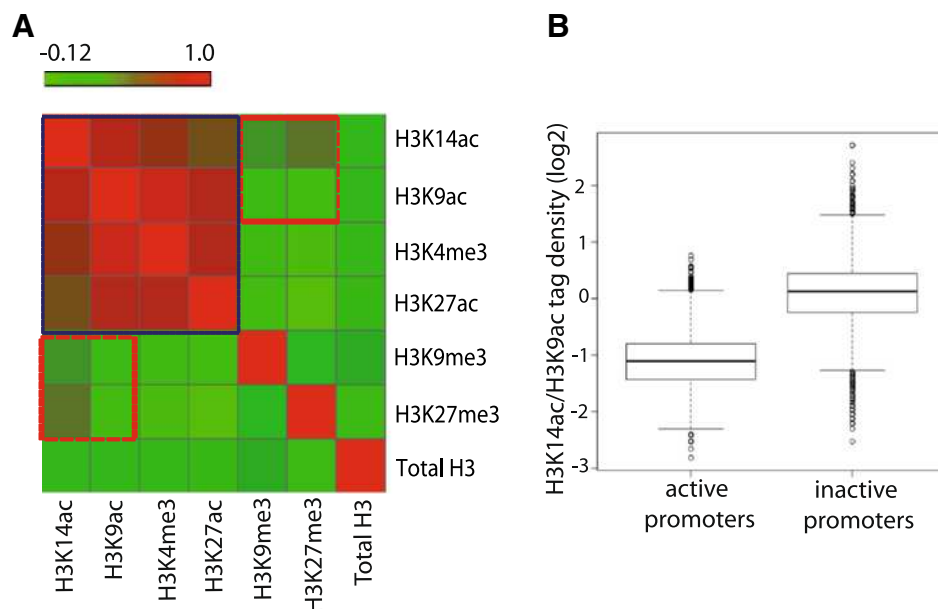 A
-0.12 1.0
H3K14ac
H3K9ac
H3K4me3
H3K27ac
H3K9me3
H3K27me3
Total H3
H3K14ac
H3K9ac
H3K4me3
H3K27ac
H3K9me3
H3K27me3
Total H3
B
H3K14ac/H3K9ac tag density (log2)
2
1
0
-1
-2
-3
active
promoters
inactive
promoters